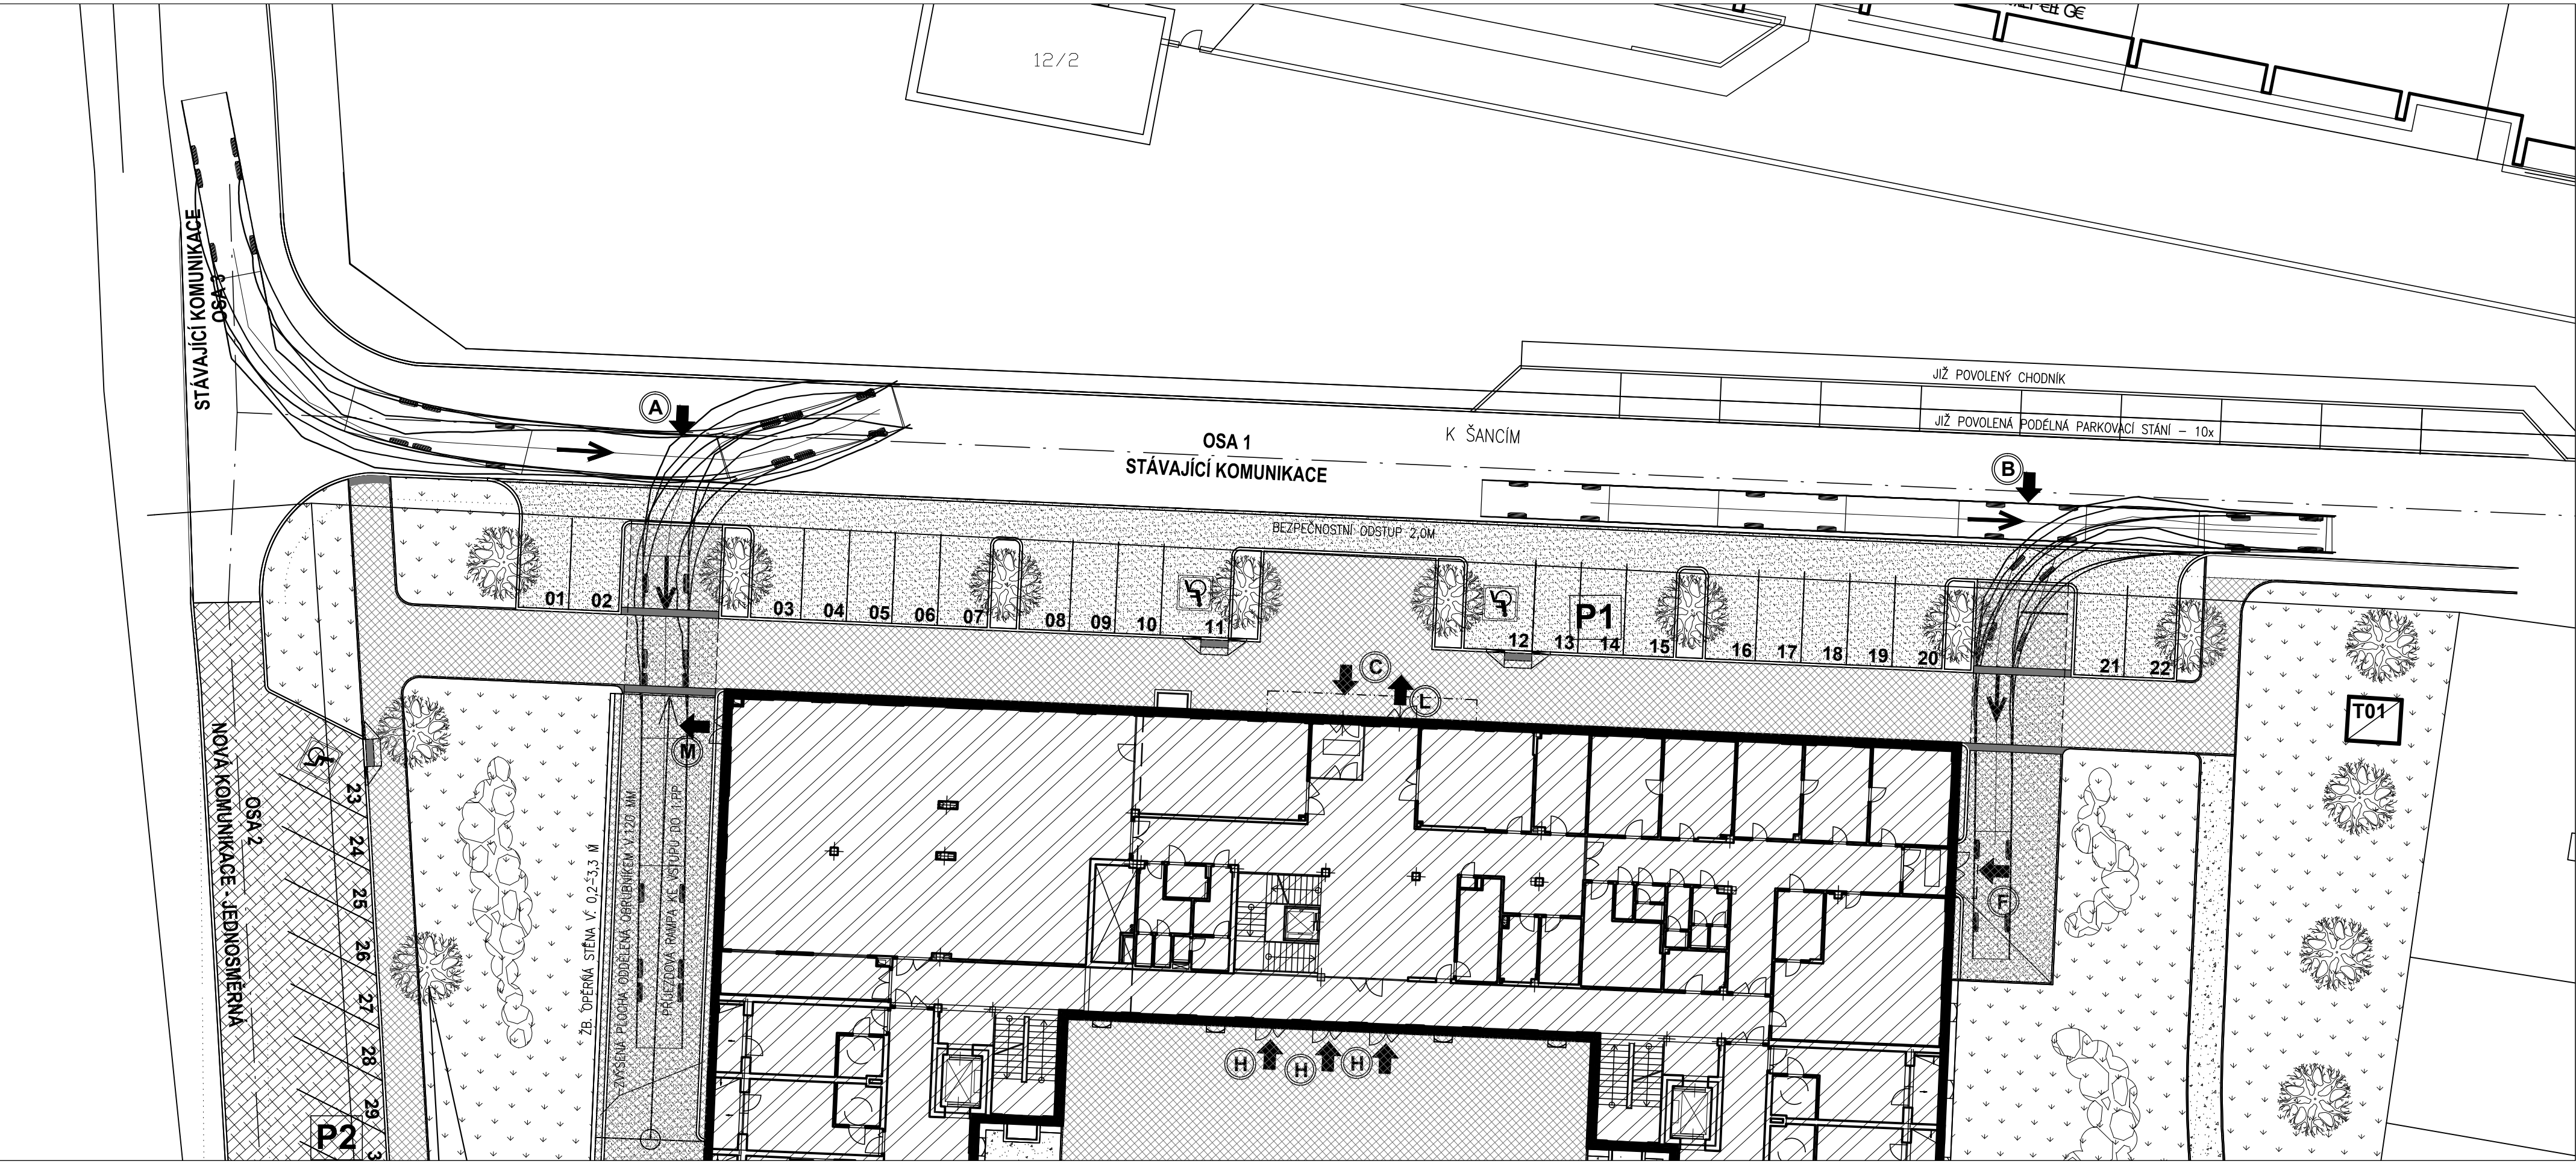 12/2
STÁVAJÍCÍ KOMUNIKACE
OSA 3
A
OSA 1
STÁVAJÍCÍ KOMUNIKACE
K ŠANCÍM
JIŽ POVOLENÝ CHODNÍK
JIŽ POVOLENÁ PODÉLNÁ PARKOVACÍ STÁNÍ - 10x
B
BEZPEČNOSTNÍ ODSTUP 2,0M
01
02
03
04
05
06
07
08
09
10
11
12
13
14
15
16
17
18
19
20
21
22
P1
C
L
M
F
T01
H
H
H
NOVÁ KOMUNIKACE - JEDNOSMĚRNÁ
OSA 2
23
24
25
26
27
28
29
P2
ŽB. OPĚRNÁ STĚNA V. 0,2-3,3 M
ZVÝŠENÁ PLOCHA ODDĚLENÁ OBRUBNÍKEM V.120 MM
PŘÍJEZDOVÁ RAMPA KE VSTUPU DO 1.PP